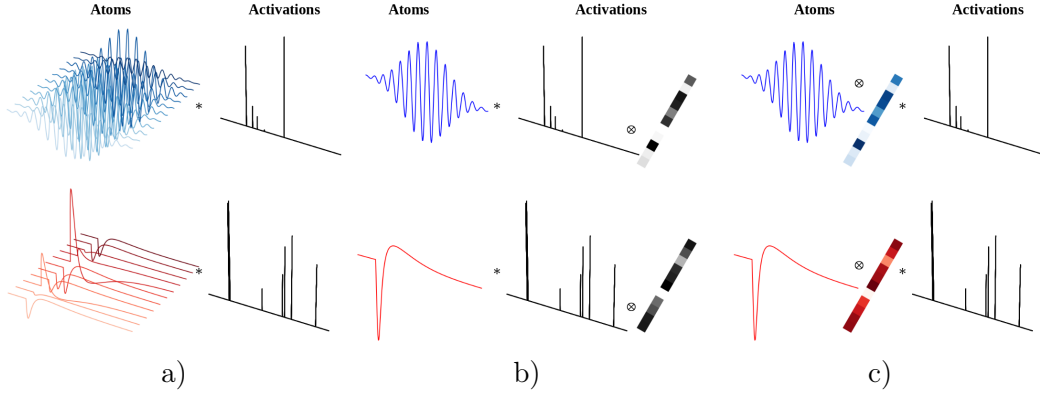 Atoms Activations Atoms Activations Atoms Activations
* ⊗ * ⊗ *
* ⊗ * ⊗ *
a) b) c)